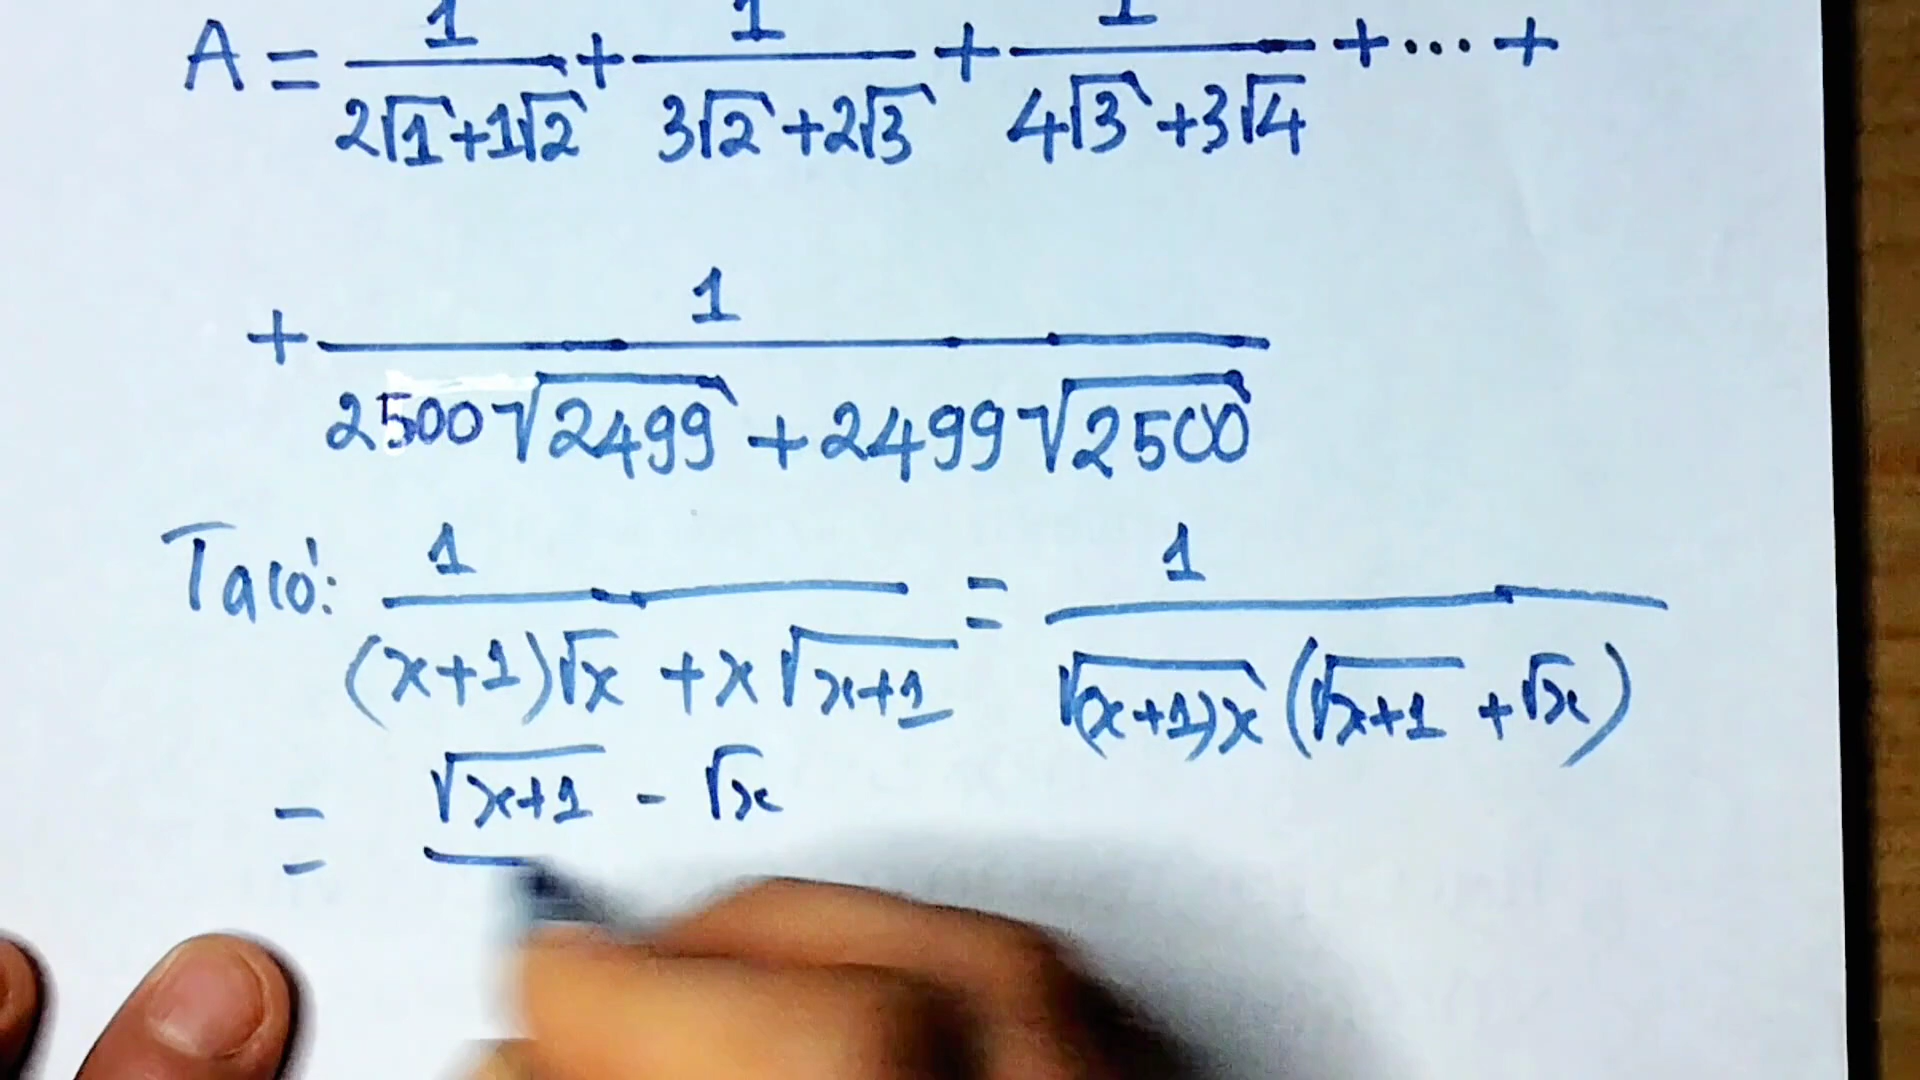 A = 1/(2√1+1√2) + 1/(3√2+2√3) + 1/(4√3+3√4) + ... +
+ 1/(2500√2499 + 2499√2500)
Ta có: 1/((x+1)√x + x√(x+1)) = 1/(√((x+1)x) (√(x+1) + √x))
= √(x+1) - √x